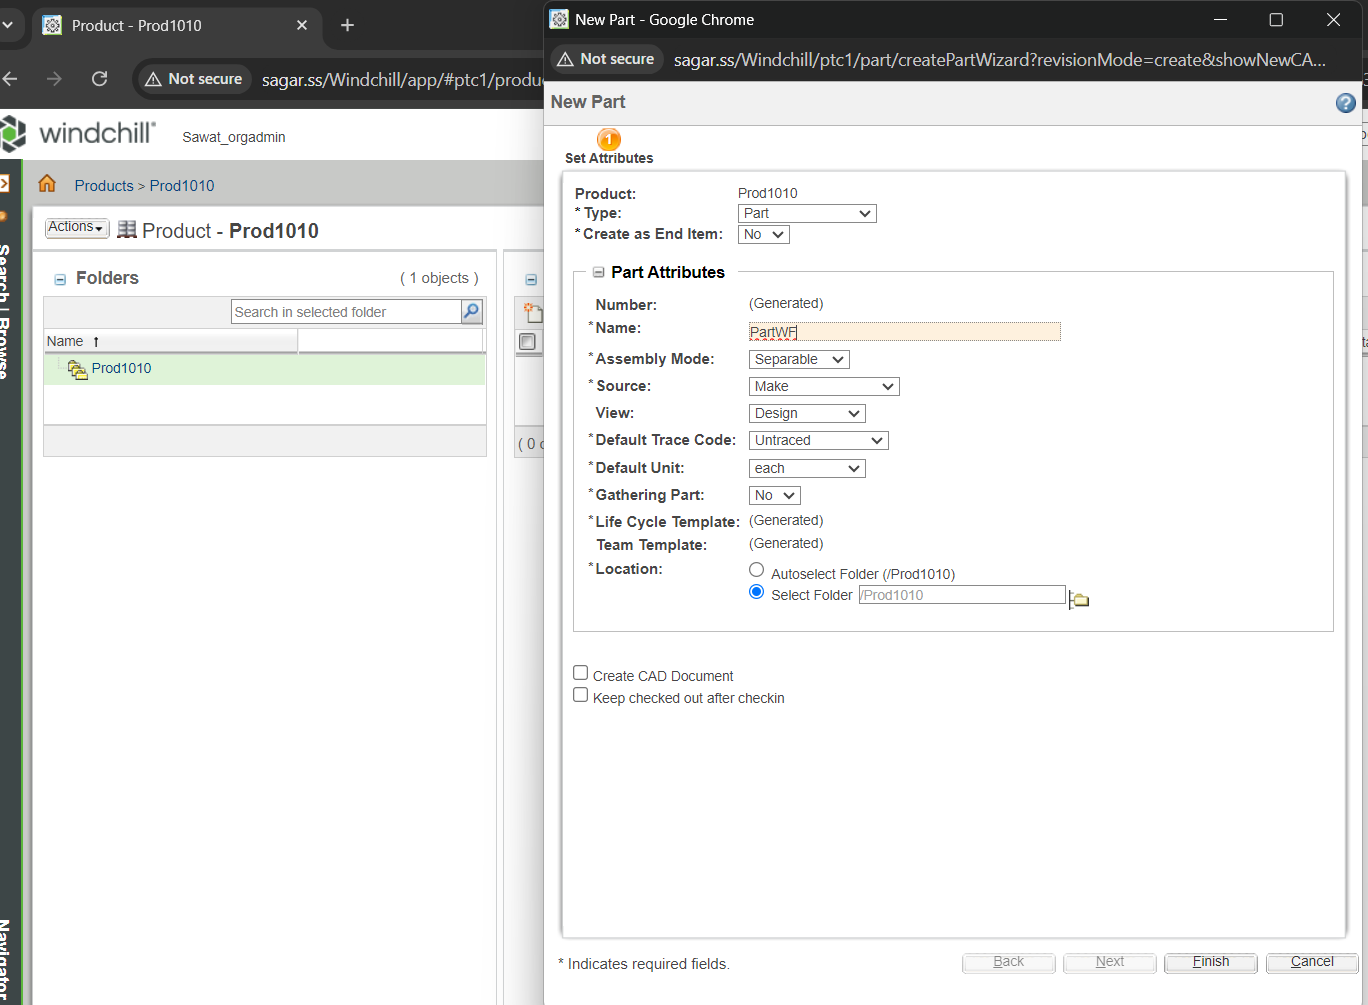 Product - Prod1010
New Part - Google Chrome
Not secure
sagar.ss/Windchill/app/#ptc1/produ
Not secure
sagar.ss/Windchill/ptc1/part/createPartWizard?revisionMode=create&showNewCA...
windchill
Sawat_orgadmin
Products > Prod1010
Actions
Product - Prod1010
Folders
( 1 objects )
Search in selected folder
Name ↑
Prod1010
( 0
Search | Browse
Navigator
New Part
1
Set Attributes
Product: Prod1010
* Type: Part
* Create as End Item: No
Part Attributes
Number: (Generated)
* Name: PartWF
* Assembly Mode: Separable
* Source: Make
View: Design
* Default Trace Code: Untraced
* Default Unit: each
* Gathering Part: No
* Life Cycle Template: (Generated)
Team Template: (Generated)
* Location: Autoselect Folder (/Prod1010)
Select Folder /Prod1010
Create CAD Document
Keep checked out after checkin
* Indicates required fields.
Back
Next
Finish
Cancel